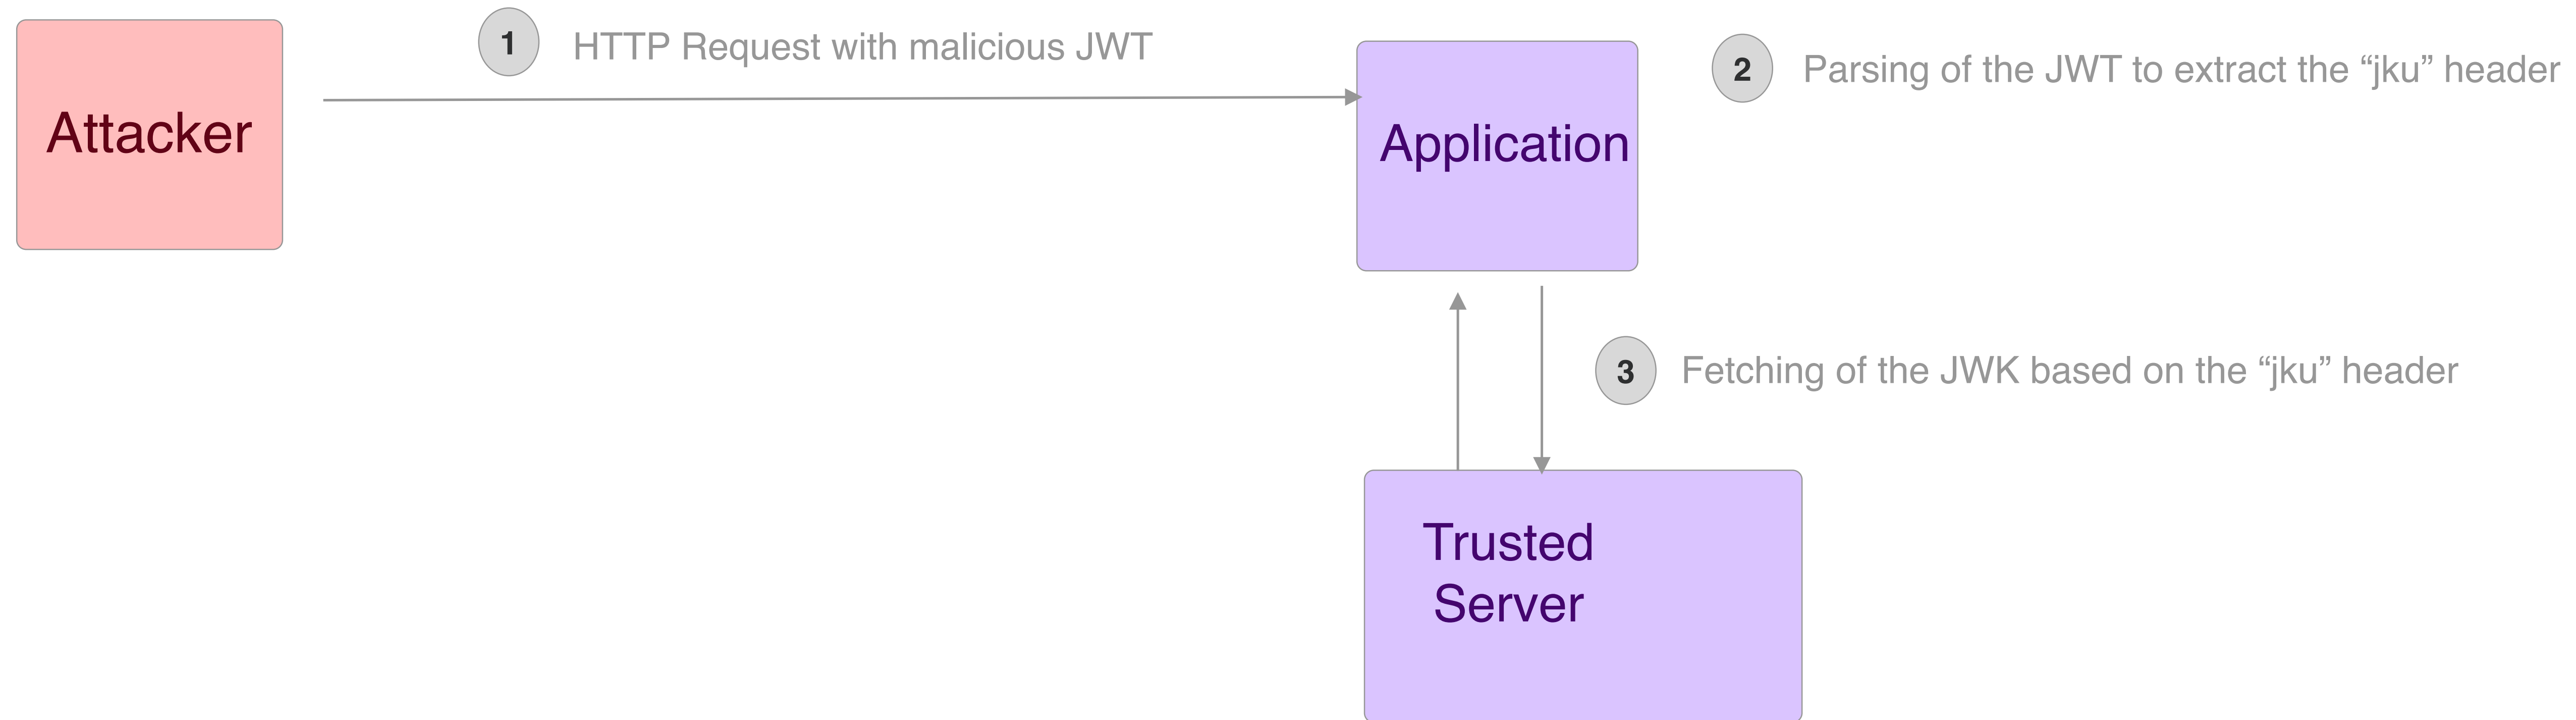 1
HTTP Request with malicious JWT
Attacker
Application
2
Parsing of the JWT to extract the “jku” header
3
Fetching of the JWK based on the “jku” header
Trusted
Server